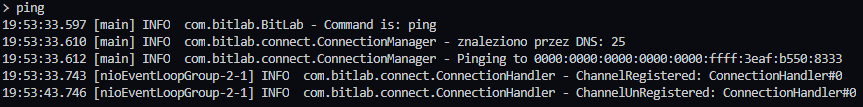 > ping
19:53:33.597 [main] INFO  com.bitlab.BitLab - Command is: ping
19:53:33.610 [main] INFO  com.bitlab.connect.ConnectionManager - znaleziono przez DNS: 25
19:53:33.612 [main] INFO  com.bitlab.connect.ConnectionManager - Pinging to 0000:0000:0000:0000:0000:ffff:3eaf:b550:8333
19:53:33.743 [nioEventLoopGroup-2-1] INFO  com.bitlab.connect.ConnectionHandler - ChannelRegistered: ConnectionHandler#0
19:53:43.746 [nioEventLoopGroup-2-1] INFO  com.bitlab.connect.ConnectionHandler - ChannelUnRegistered: ConnectionHandler#0